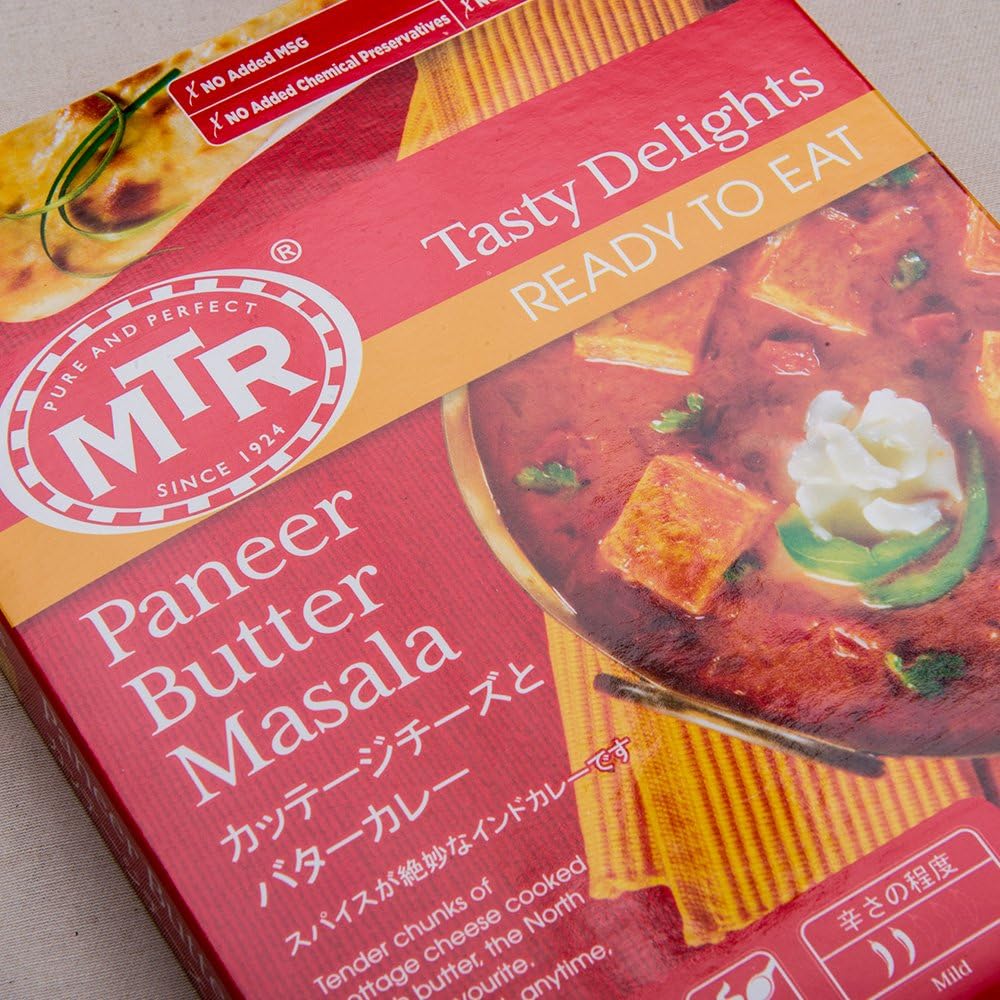 ✗ NO Added MSG
✗ NO Added Chemical Preservatives
Tasty Delights
READY TO EAT
®
PURE AND PERFECT
MTR
SINCE 1924
Paneer
Butter
Masala
カッテージチーズと
バターカレー
スパイスが絶妙なインドカレーです
Tender chunks of
cottage cheese cooked
butter, the North
anytime,
辛さの程度
Mild